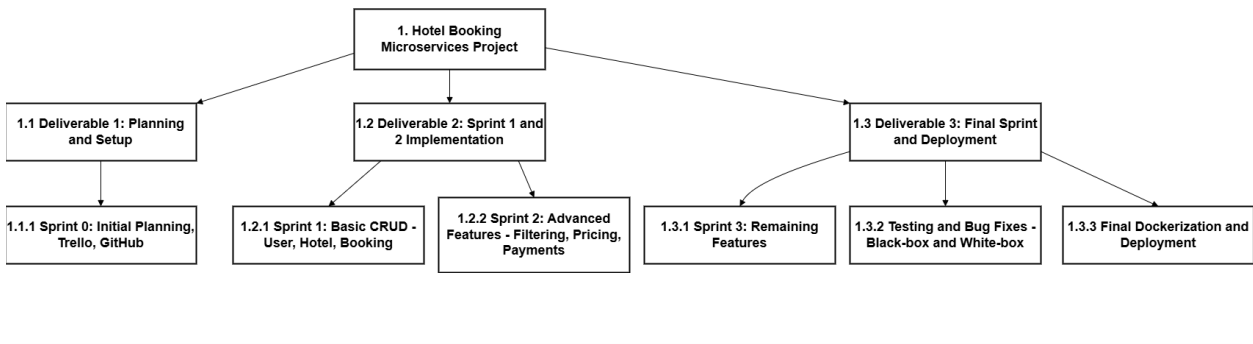 1. Hotel Booking
Microservices Project
1.1 Deliverable 1: Planning
and Setup
1.2 Deliverable 2: Sprint 1 and
2 Implementation
1.3 Deliverable 3: Final Sprint
and Deployment
1.1.1 Sprint 0: Initial Planning,
Trello, GitHub
1.2.1 Sprint 1: Basic CRUD -
User, Hotel, Booking
1.2.2 Sprint 2: Advanced
Features - Filtering, Pricing,
Payments
1.3.1 Sprint 3: Remaining
Features
1.3.2 Testing and Bug Fixes -
Black-box and White-box
1.3.3 Final Dockerization and
Deployment